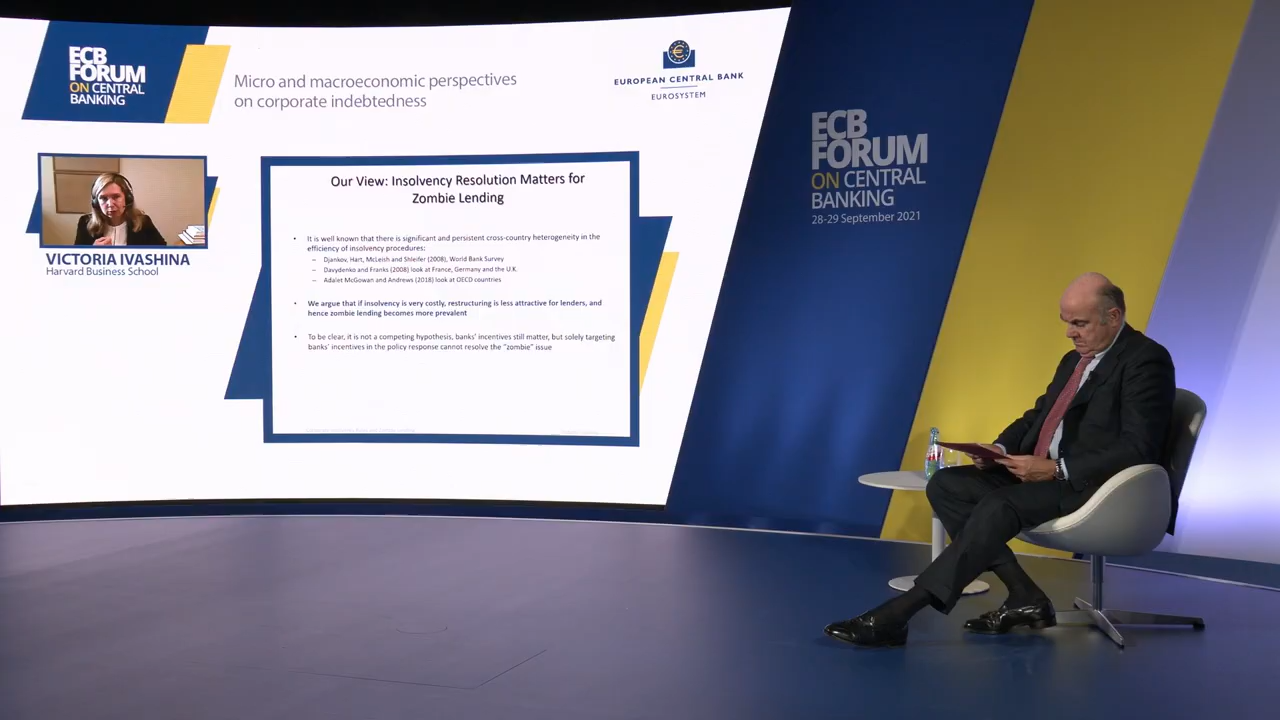 ECB
FORUM
ON CENTRAL
BANKING
Micro and macroeconomic perspectives
on corporate indebtedness
EUROPEAN CENTRAL BANK
EUROSYSTEM
VICTORIA IVASHINA
Harvard Business School
Our View: Insolvency Resolution Matters for
Zombie Lending
• It is well known that there is significant and persistent cross-country heterogeneity in the
efficiency of insolvency procedures:
– Djankov, Hart, McLeish and Shleifer (2008), World Bank Survey
– Davydenko and Franks (2008) look at France, Germany and the U.K.
– Adalet McGowan and Andrews (2018) look at OECD countries
• We argue that if insolvency is very costly, restructuring is less attractive for lenders, and
hence zombie lending becomes more prevalent
• To be clear, it is not a competing hypothesis, banks' incentives still matter, but solely targeting
banks' incentives in the policy response cannot resolve the "zombie" issue
ECB
FORUM
ON CENTRAL
BANKING
28-29 September 2021